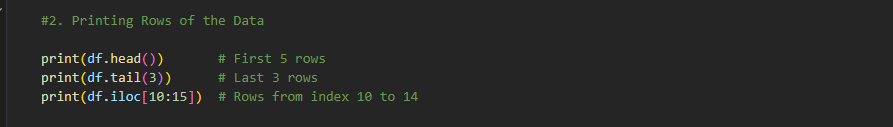 #2. Printing Rows of the Data
print(df.head())       # First 5 rows
print(df.tail(3))      # Last 3 rows
print(df.iloc[10:15])  # Rows from index 10 to 14